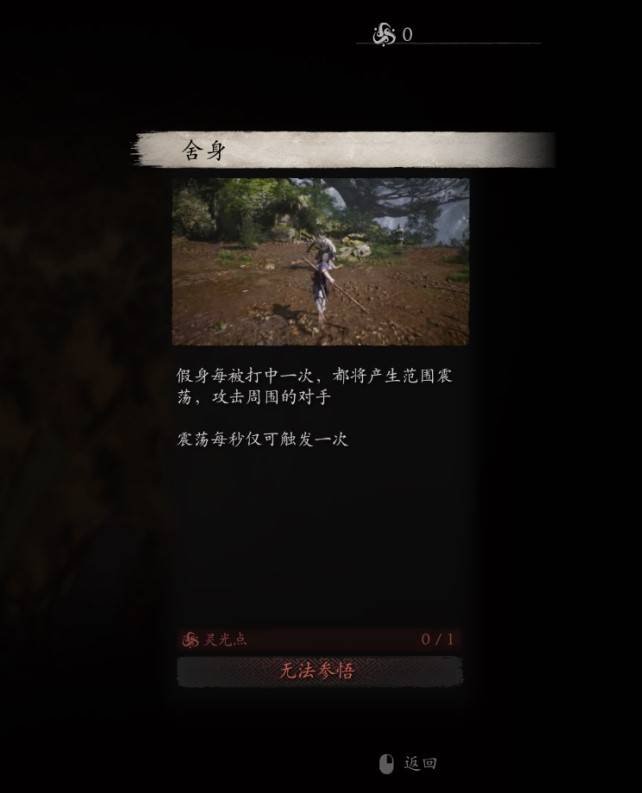 0
舍身
假身每被打中一次，都将产生范围震
荡，攻击周围的对手
震荡每秒仅可触发一次
灵光点 0/1
无法参悟
返回